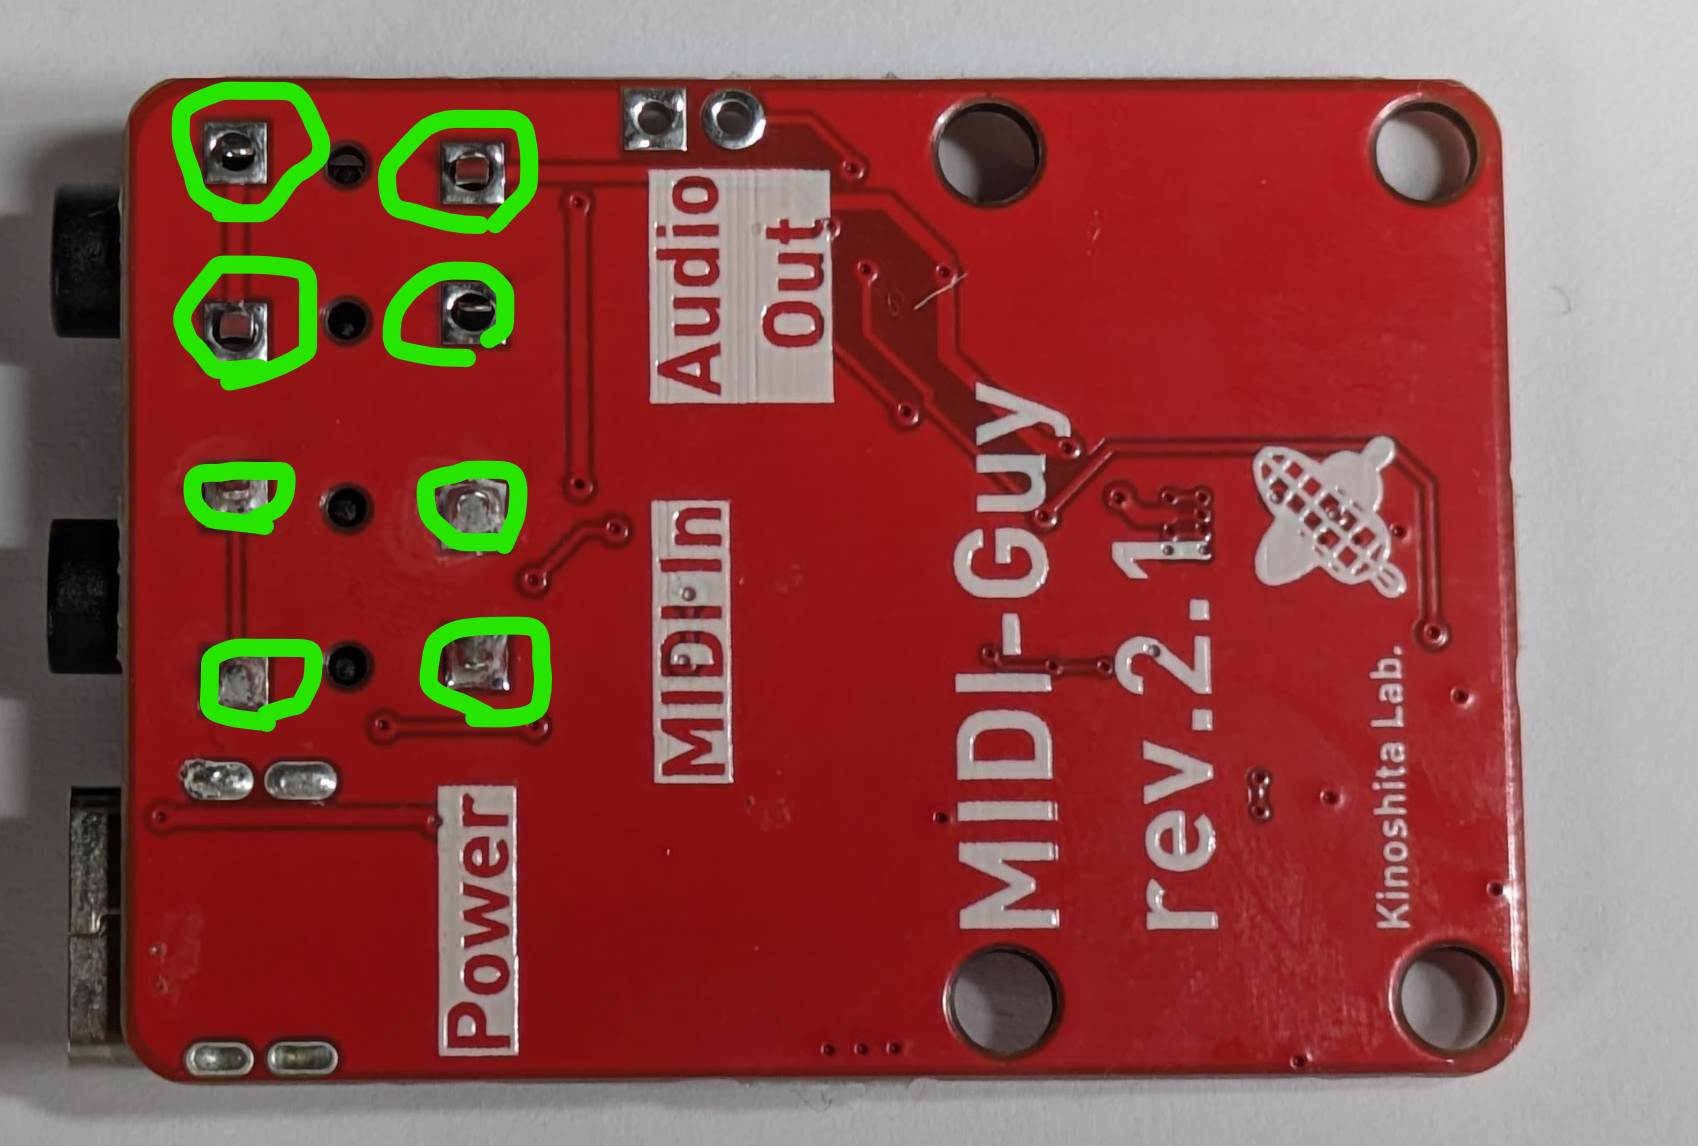 Audio
Out
MIDI In
Power
MIDI-Guy
rev.2.1
Kinoshita Lab.